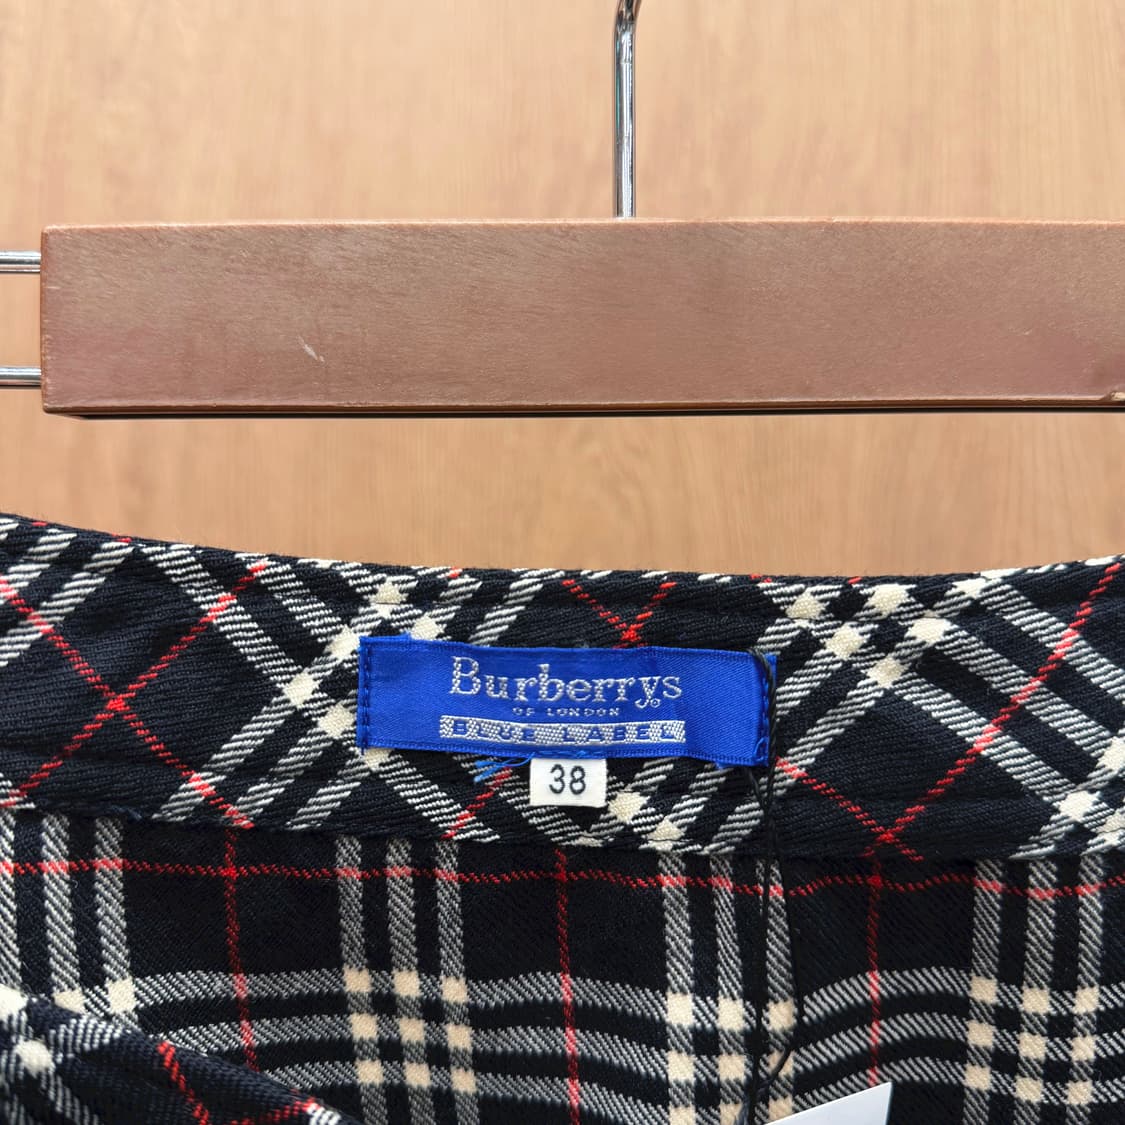 Burberrys
OF LONDON
BLUE LABEL
38